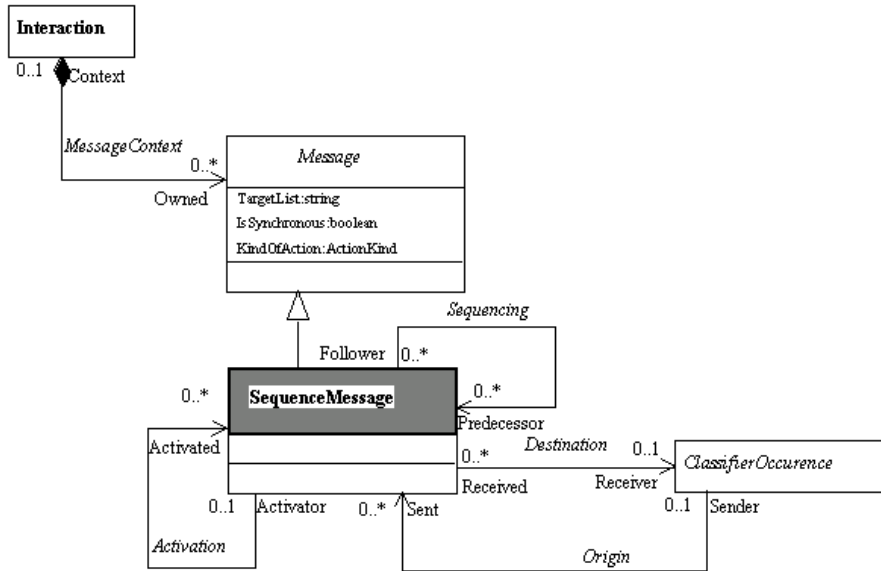 Interaction
0..1
Context
MessageContext
0..*
Owned
Message
TargetList:string
IsSynchronous:boolean
KindOfAction:ActionKind
Sequencing
Follower
0..*
0..*
SequenceMessage
0..*
Predecessor
Activated
0..*
Destination
0..1
ClassifierOccurence
Received
Receiver
0..1
Activator
0..*
Sent
0..1
Sender
Activation
Origin